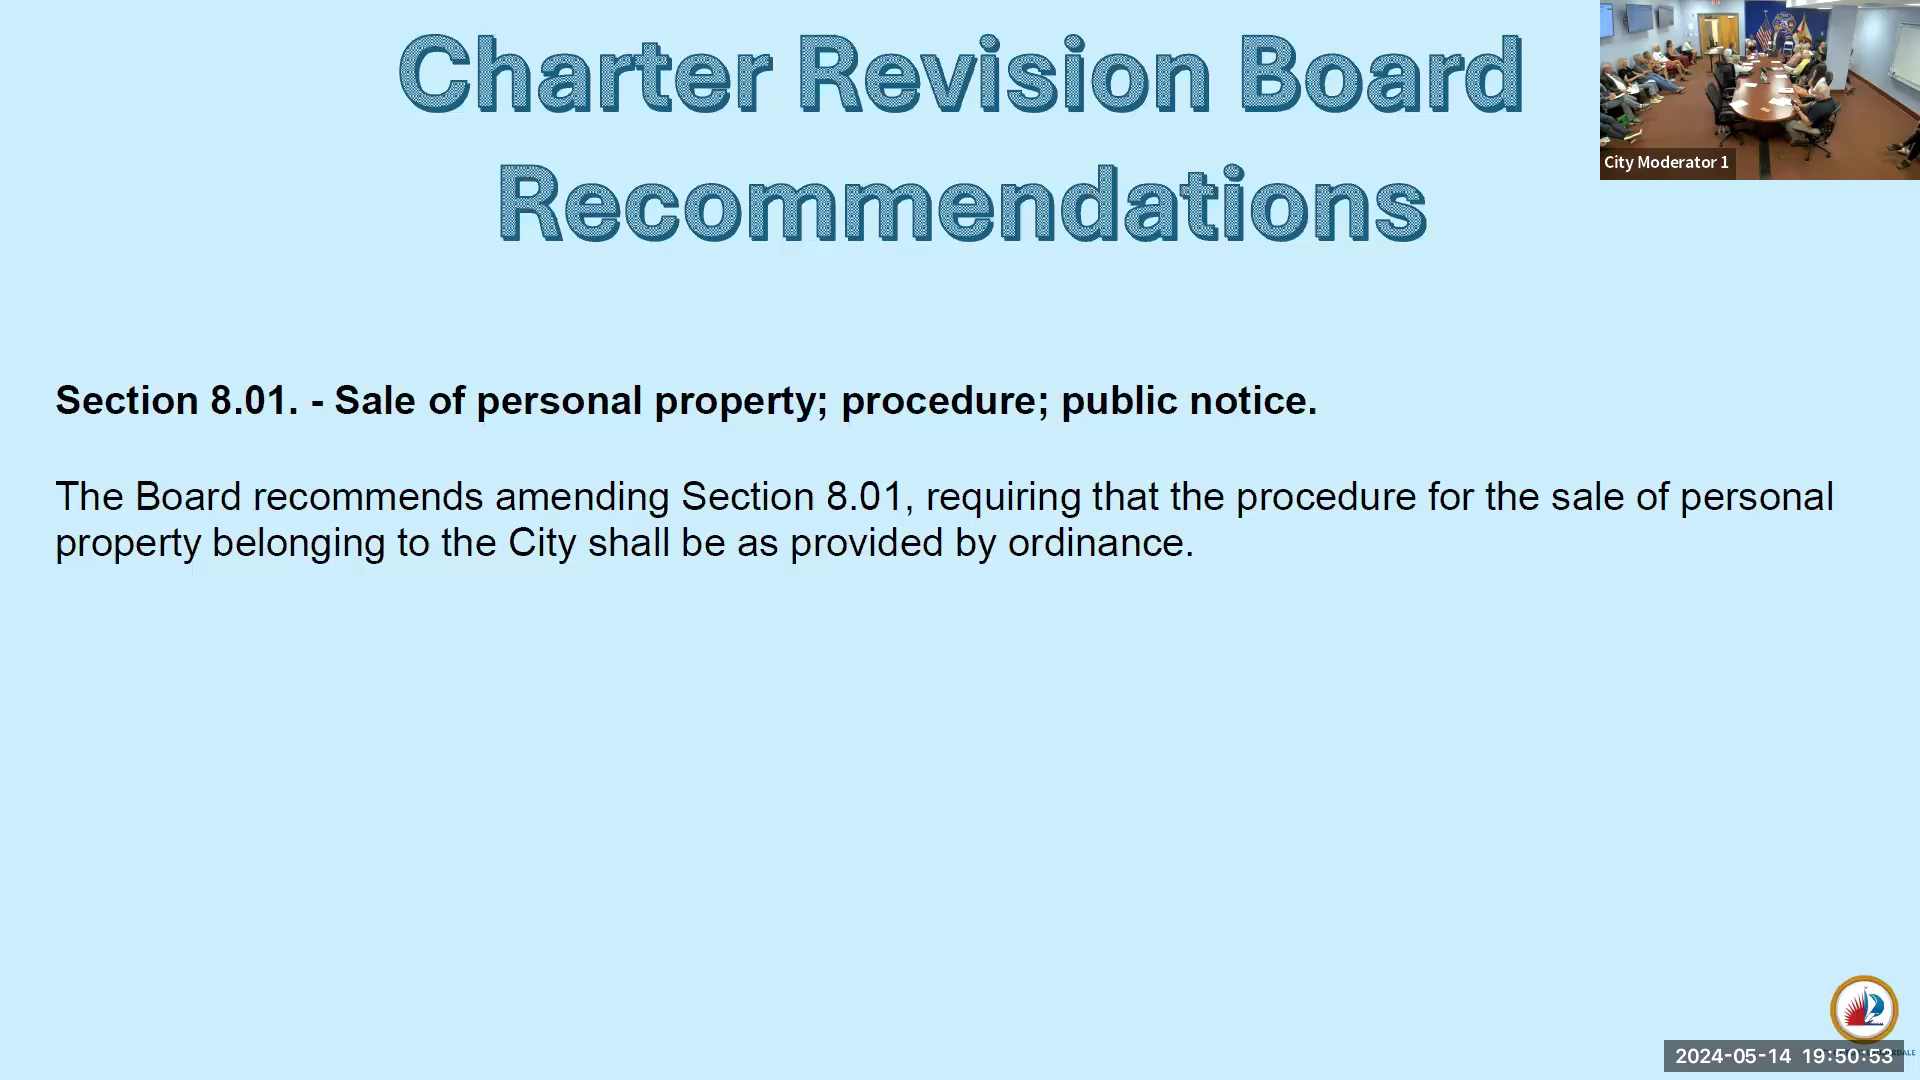 Charter Revision Board
Recommendations
City Moderator 1
Section 8.01. - Sale of personal property; procedure; public notice.
The Board recommends amending Section 8.01, requiring that the procedure for the sale of personal
property belonging to the City shall be as provided by ordinance.
2024-05-14 19:50:53